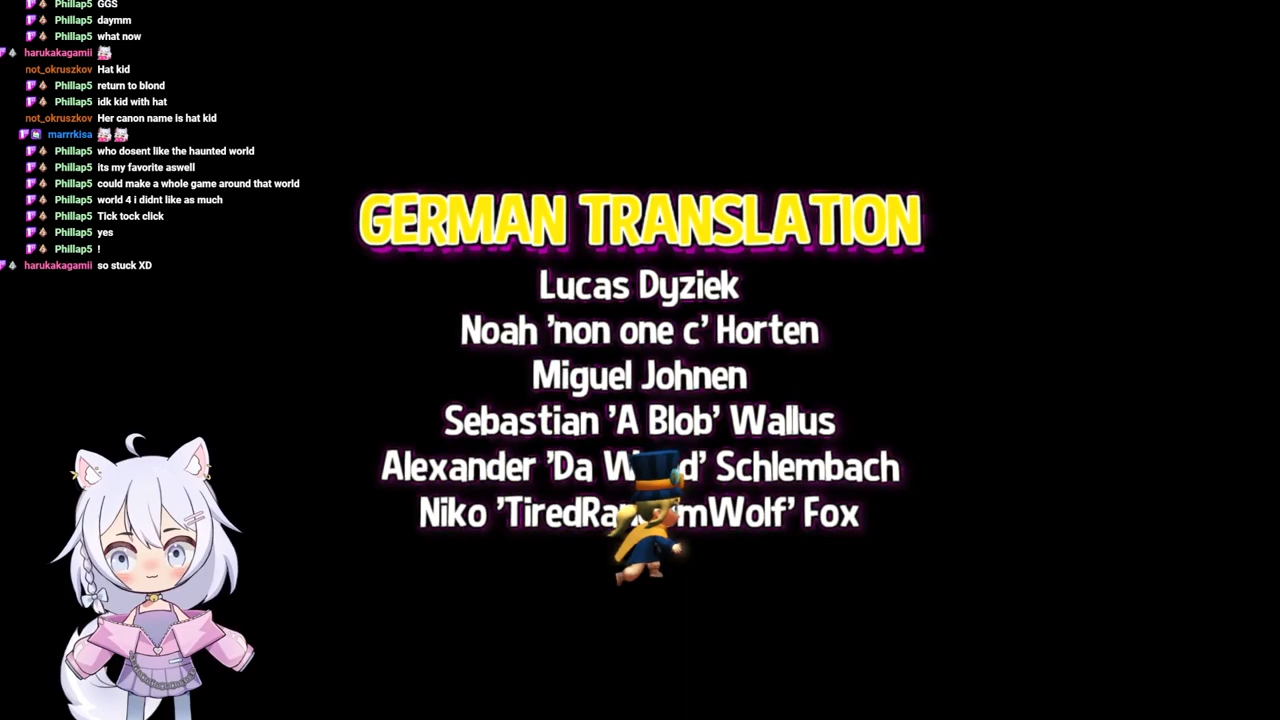 Phillap5 GGS
Phillap5 daymm
Phillap5 what now
harukakagamii
not_okruszkov Hat kid
Phillap5 return to blond
Phillap5 idk kid with hat
not_okruszkov Her canon name is hat kid
marrrkisa
Phillap5 who dosent like the haunted world
Phillap5 its my favorite aswell
Phillap5 could make a whole game around that world
Phillap5 world 4 i didnt like as much
Phillap5 Tick tock click
Phillap5 yes
Phillap5 !
harukakagamii so stuck XD
GERMAN TRANSLATION
Lucas Dyziek
Noah 'non one c' Horten
Miguel Johnen
Sebastian 'A Blob' Wallus
Alexander 'Da Schlembach
Niko Fox